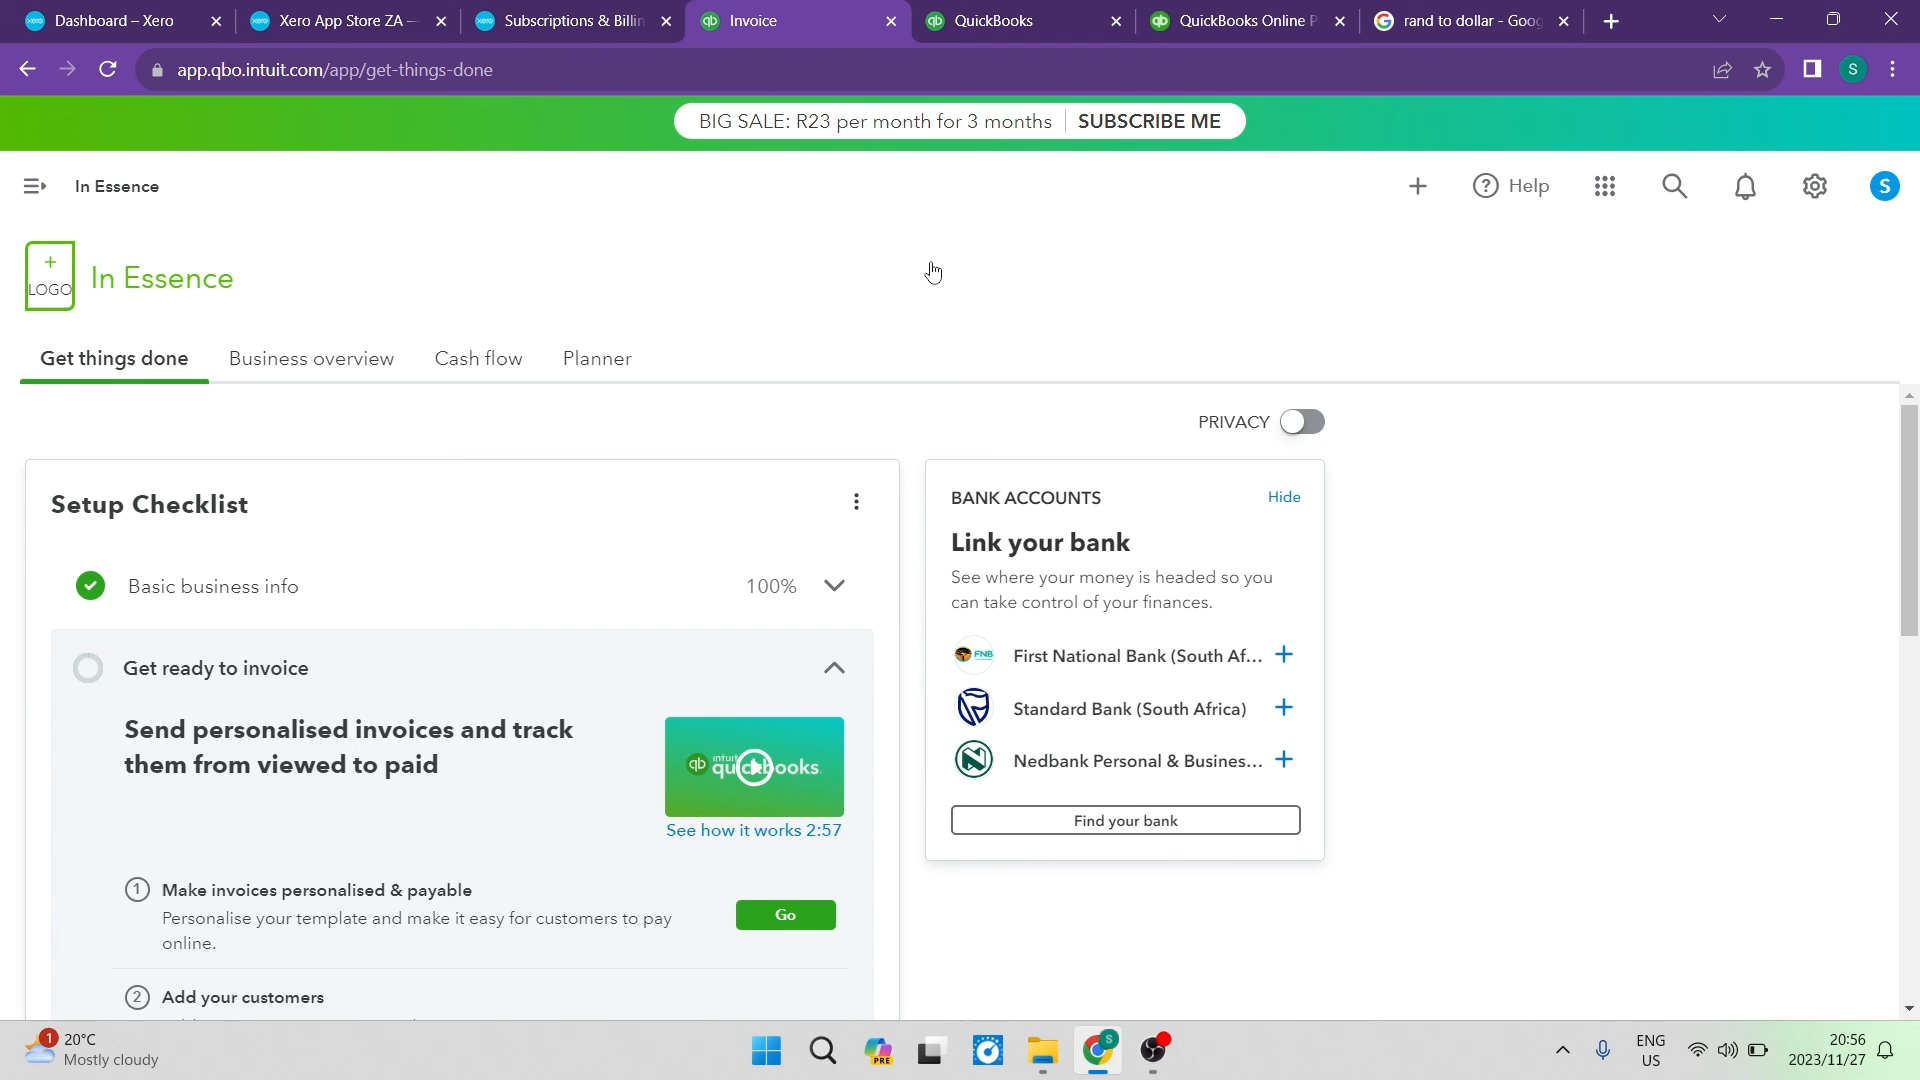 Dashboard – Xero
Xero App Store ZA –
Subscriptions & Billin
Invoice
QuickBooks
QuickBooks Online P
rand to dollar - Goog
app.qbo.intuit.com/app/get-things-done
S
BIG SALE: R23 per month for 3 months
SUBSCRIBE ME
In Essence
Help
S
+
LOGO
In Essence
Get things done
Business overview
Cash flow
Planner
PRIVACY
Setup Checklist
Basic business info
100%
Get ready to invoice
Send personalised invoices and track
them from viewed to paid
intuit
quickbooks.
See how it works 2:57
1 Make invoices personalised & payable
Personalise your template and make it easy for customers to pay
online.
Go
2 Add your customers
BANK ACCOUNTS
Hide
Link your bank
See where your money is headed so you
can take control of your finances.
FNB
First National Bank (South Af...
Standard Bank (South Africa)
Nedbank Personal & Busines...
Find your bank
1
20°C
Mostly cloudy
PRE
S
ENG
US
20:56
2023/11/27